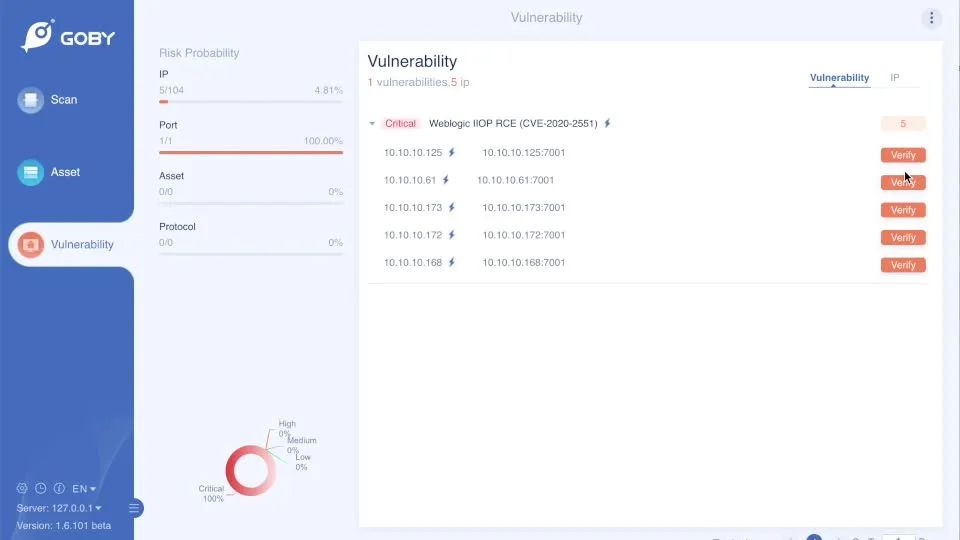 Vulnerability
GOBY
Scan
Asset
Vulnerability
EN
Server: 127.0.0.1
Version: 1.6.101 beta
Risk Probability
IP
5/104 4.81%
Port
1/1 100.00%
Asset
0/0 0%
Protocol
0/0 0%
High
0%
Medium
0%
Low
0%
Critical
100%
Vulnerability
1 vulnerabilities,5 ip
Vulnerability IP
Critical Weblogic IIOP RCE (CVE-2020-2551) 5
10.10.10.125 10.10.10.125:7001 Verify
10.10.10.61 10.10.10.61:7001 Verify
10.10.10.173 10.10.10.173:7001 Verify
10.10.10.172 10.10.10.172:7001 Verify
10.10.10.168 10.10.10.168:7001 Verify